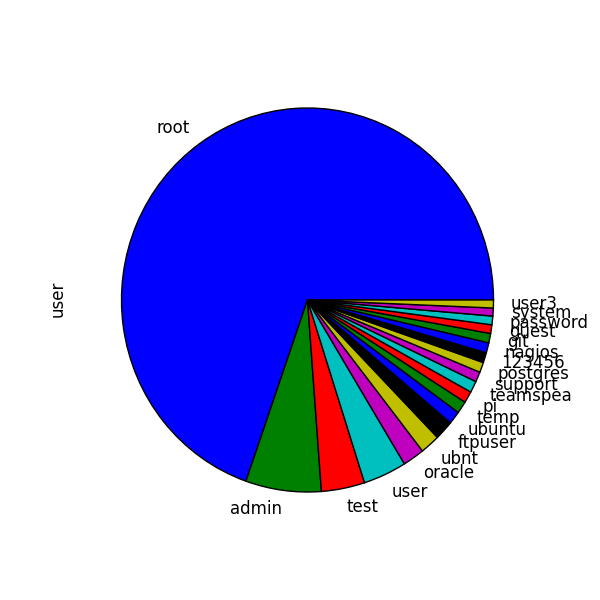 root
user
user3
system
password
guest
git
nagios
123456
postgres
support
teamspea
pi
temp
ubuntu
ftpuser
ubnt
oracle
user
test
admin